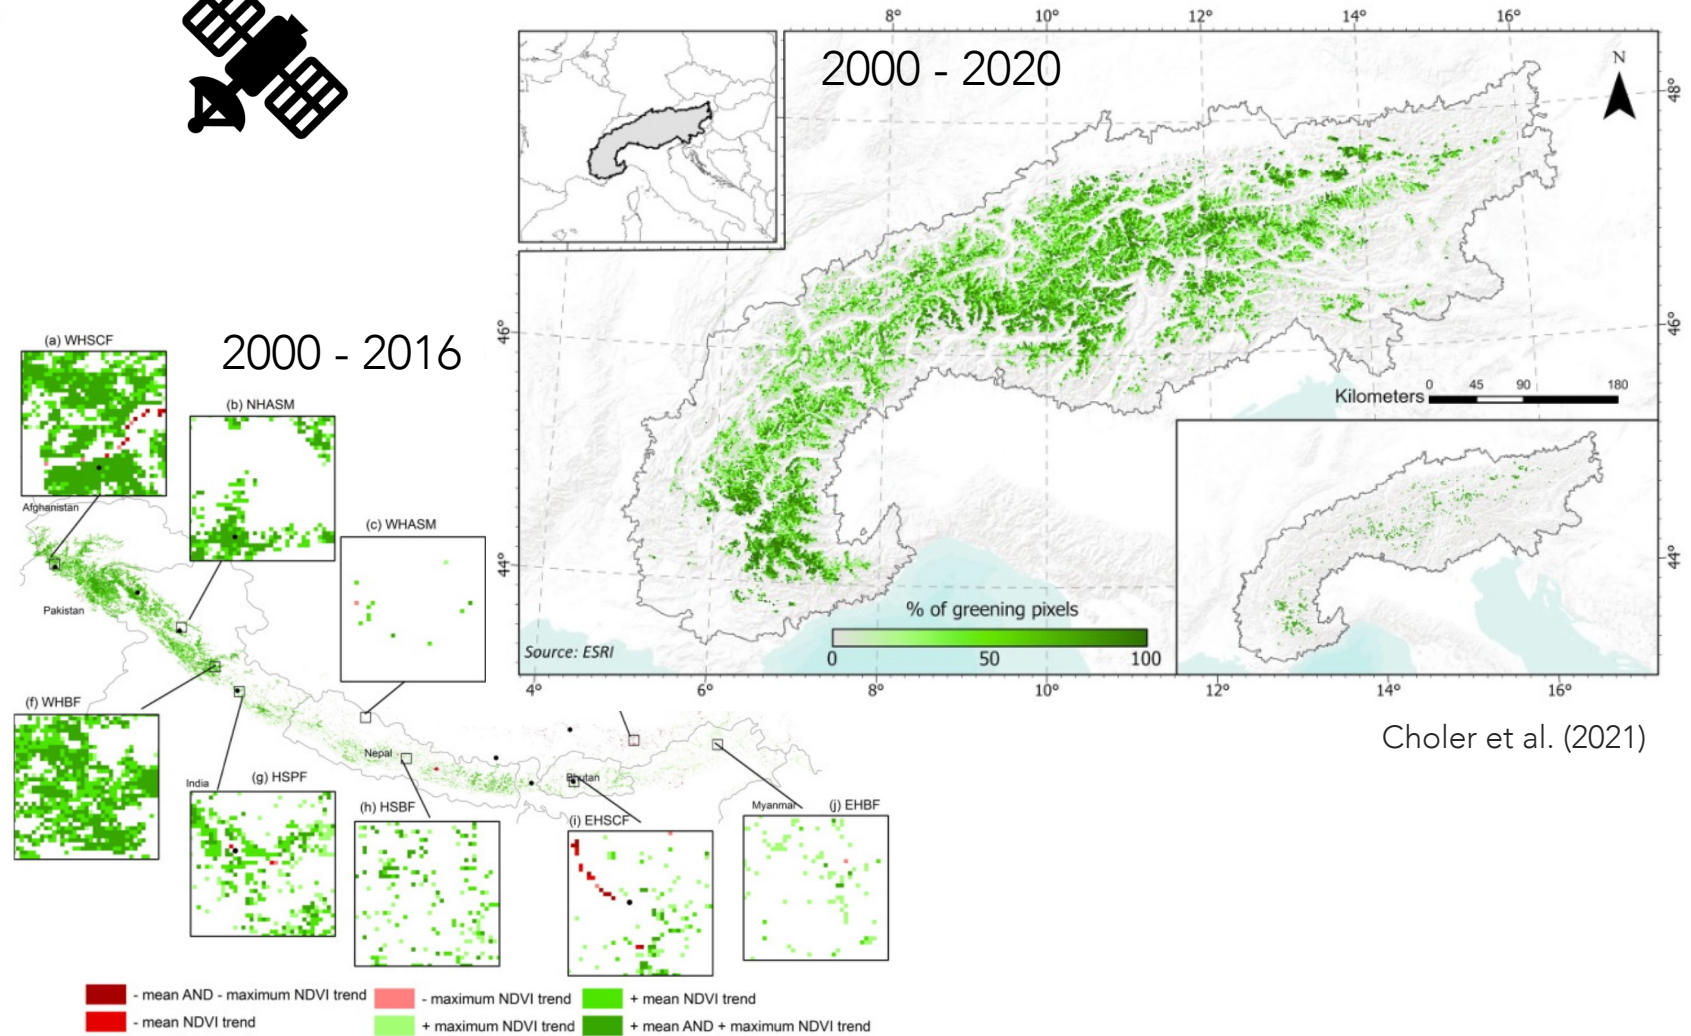 8° 10° 12° 14° 16°
2000 - 2020
N
48°
46°
46°
44°
44°
Kilometers 0 45 90 180
% of greening pixels
0 50 100
Source: ESRI
4° 6° 8° 10° 12° 14° 16°
Choler et al. (2021)
2000 - 2016
(a) WHSCF
(b) NHASM
(c) WHASM
Afghanistan
Pakistan
(f) WHBF
Nepal
Bhutan
India
(g) HSPF
(h) HSBF
(i) EHSCF
Myanmar
(j) EHBF
- mean AND - maximum NDVI trend
- maximum NDVI trend
+ mean NDVI trend
- mean NDVI trend
+ maximum NDVI trend
+ mean AND + maximum NDVI trend